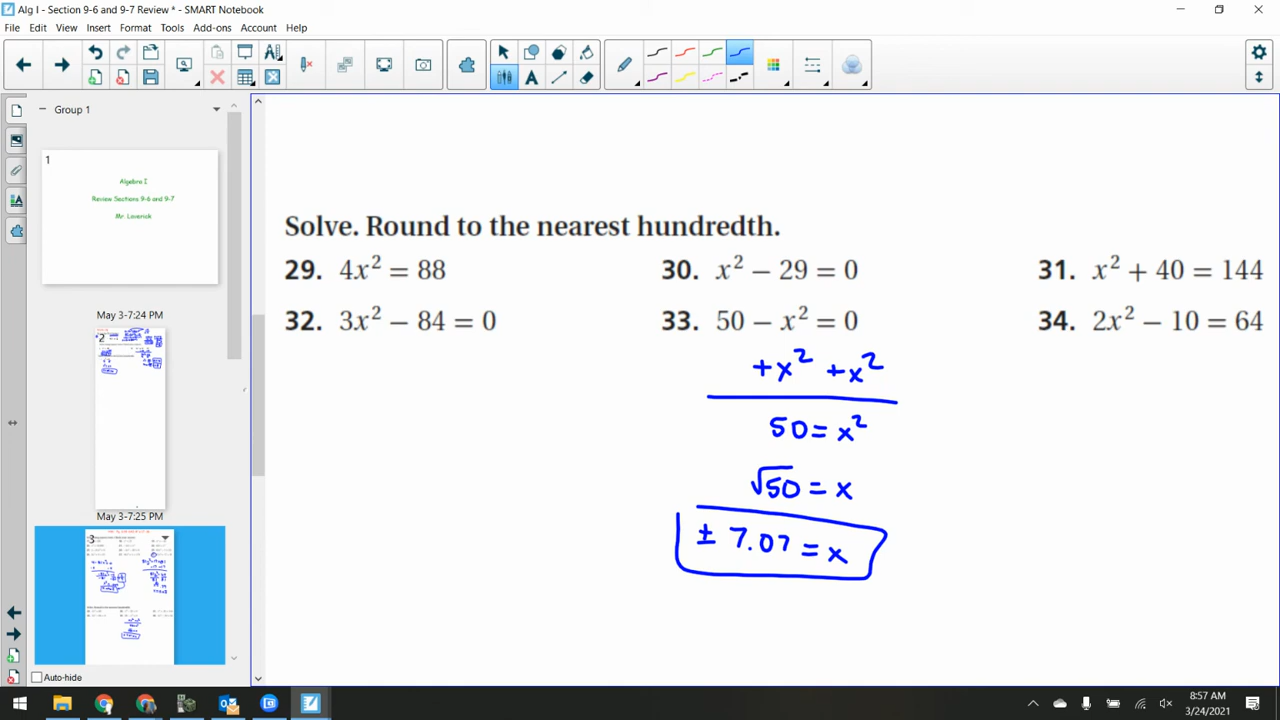 Alg I - Section 9-6 and 9-7 Review * - SMART Notebook
File Edit View Insert Format Tools Add-ons Account Help
Group 1
1
Algebra I
Review Sections 9-6 and 9-7
Mr. Laverick
May 3-7:24 PM
2
May 3-7:25 PM
3
Auto-hide
Solve. Round to the nearest hundredth.
29. 4x² = 88 30. x² − 29 = 0 31. x² + 40 = 144
32. 3x² − 84 = 0 33. 50 − x² = 0 34. 2x² − 10 = 64
+x² +x²
50 = x²
√50 = x
± 7.07 = x
8:57 AM
3/24/2021